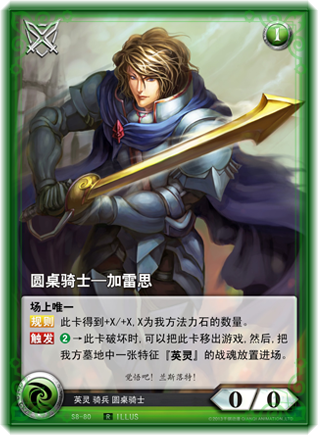 I
圆桌骑士—加雷思
场上唯一
规则 此卡得到+X/+X,X为我方法力石的数量。
触发 2→此卡破坏时,可以把此卡移出游戏,然后,把
我方墓地中一张特征『英灵』的战魂放置进场。
觉悟吧!兰斯洛特!
英灵 骑兵 圆桌骑士
0/0
S8-80 R ILLUS